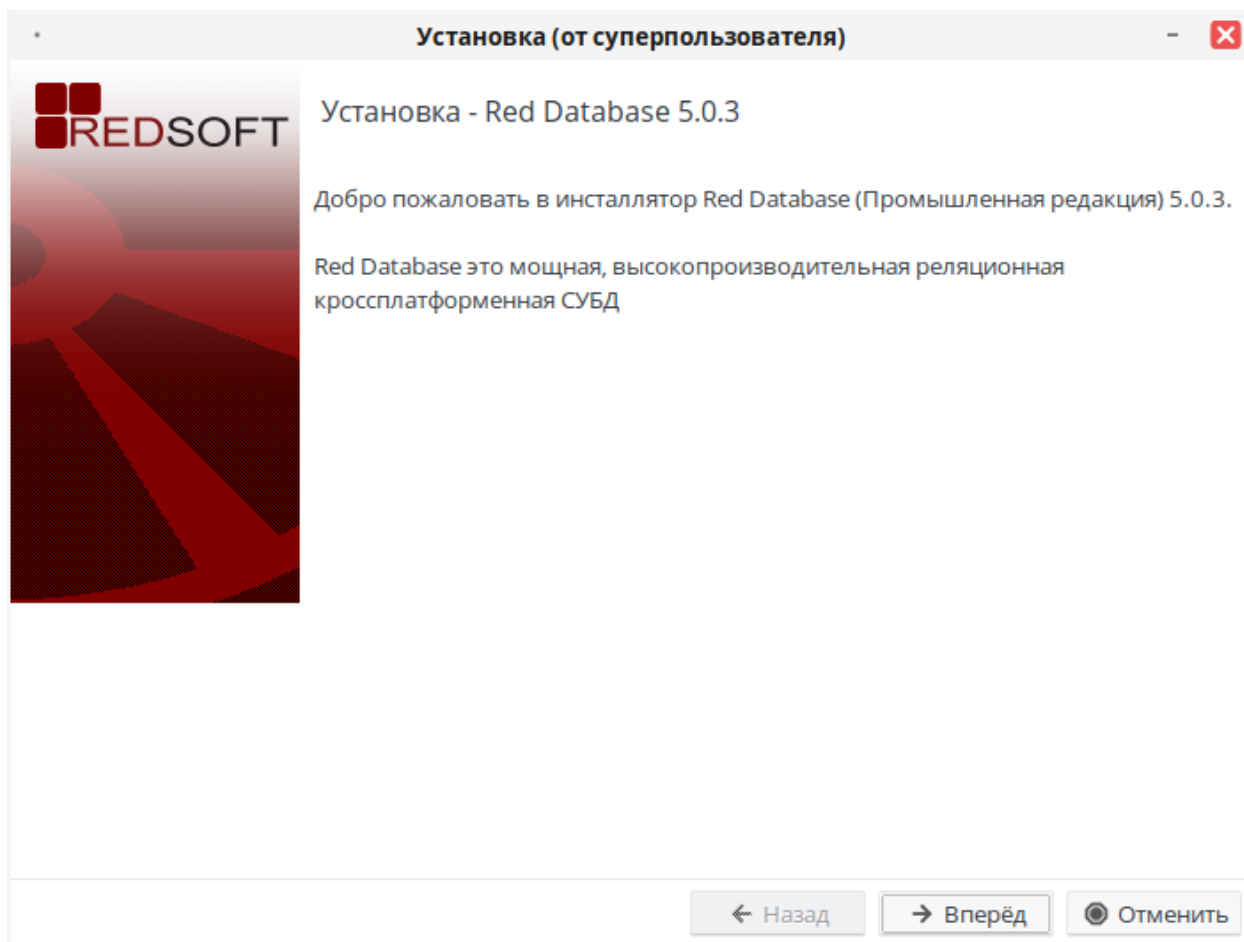 Установка (от суперпользователя)
REDSOFT
Установка - Red Database 5.0.3
Добро пожаловать в инсталлятор Red Database (Промышленная редакция) 5.0.3.
Red Database это мощная, высокопроизводительная реляционная
кроссплатформенная СУБД
Назад
Вперёд
Отменить